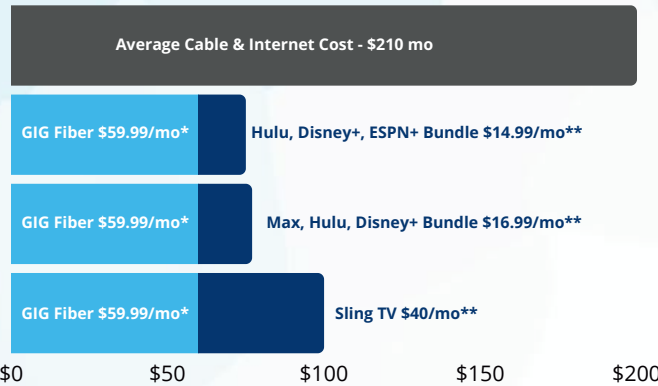 Average Cable & Internet Cost - $210 mo
GIG Fiber $59.99/mo* Hulu, Disney+, ESPN+ Bundle $14.99/mo**
GIG Fiber $59.99/mo* Max, Hulu, Disney+ Bundle $16.99/mo**
GIG Fiber $59.99/mo* Sling TV $40/mo**
$0 $50 $100 $150 $200